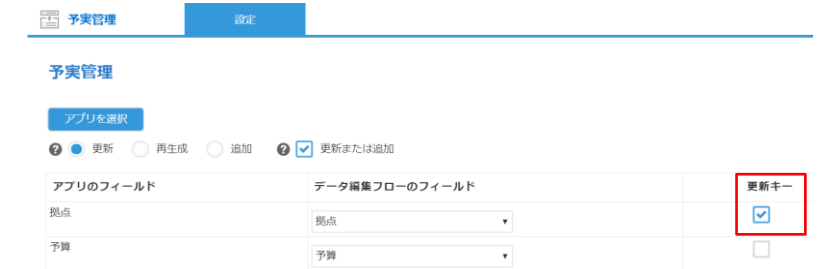 予実管理 設定
予実管理
アプリを選択
更新 再生成 追加 更新または追加
アプリのフィールド データ編集フローのフィールド 更新キー
拠点 拠点
予算 予算